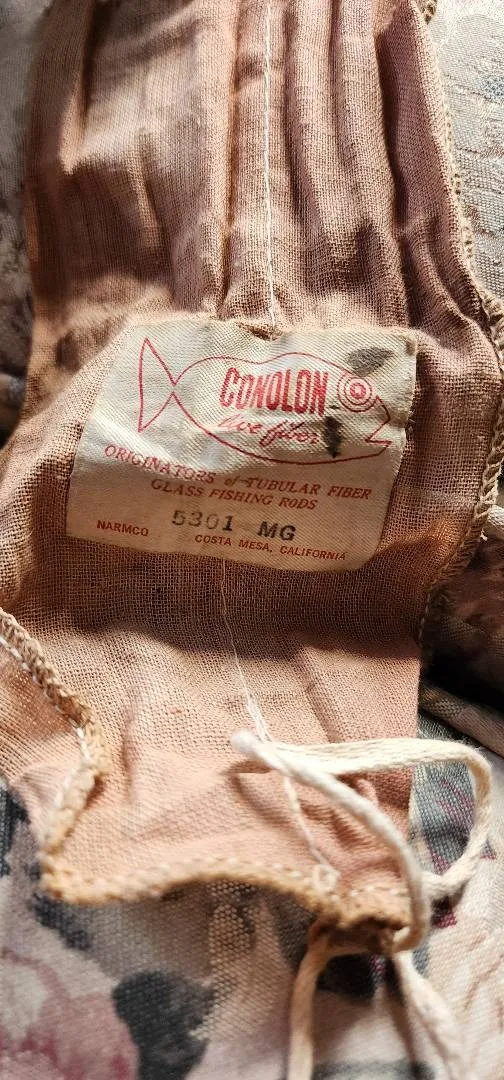 CONOLON
live fiber
ORIGINATORS of TUBULAR FIBER
GLASS FISHING RODS
5301 MG
NARMCO COSTA MESA, CALIFORNIA